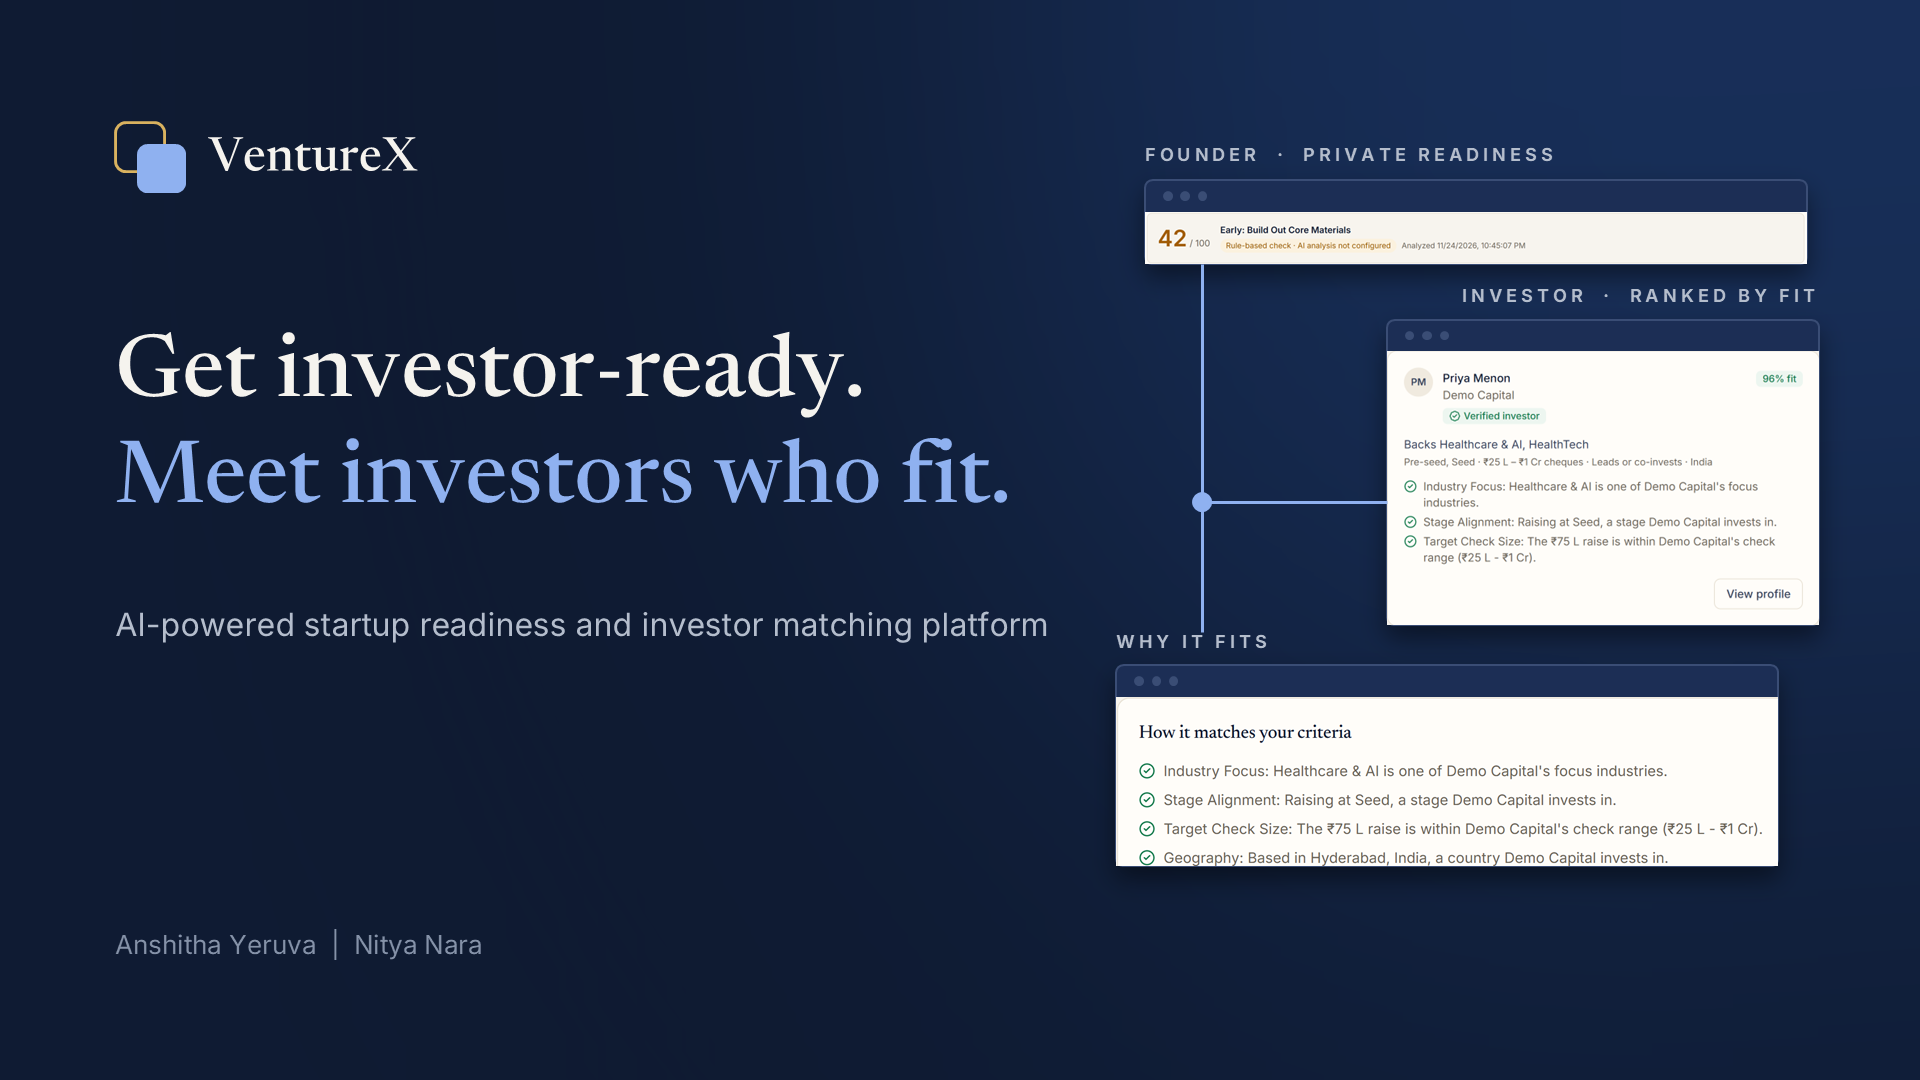 VentureX
Get investor-ready.
Meet investors who fit.
AI-powered startup readiness and investor matching platform
Anshitha Yeruva | Nitya Nara
FOUNDER · PRIVATE READINESS
42 / 100
Early: Build Out Core Materials
Rule-based check · AI analysis not configured Analyzed 11/24/2026, 10:45:07 PM
INVESTOR · RANKED BY FIT
PM
Priya Menon
96% fit
Demo Capital
Verified investor
Backs Healthcare & AI, HealthTech
Pre-seed, Seed · ₹25 L – ₹1 Cr cheques · Leads or co-invests · India
Industry Focus: Healthcare & AI is one of Demo Capital's focus
industries.
Stage Alignment: Raising at Seed, a stage Demo Capital invests in.
Target Check Size: The ₹75 L raise is within Demo Capital's check
range (₹25 L - ₹1 Cr).
View profile
WHY IT FITS
How it matches your criteria
Industry Focus: Healthcare & AI is one of Demo Capital's focus industries.
Stage Alignment: Raising at Seed, a stage Demo Capital invests in.
Target Check Size: The ₹75 L raise is within Demo Capital's check range (₹25 L - ₹1 Cr).
Geography: Based in Hyderabad, India, a country Demo Capital invests in.